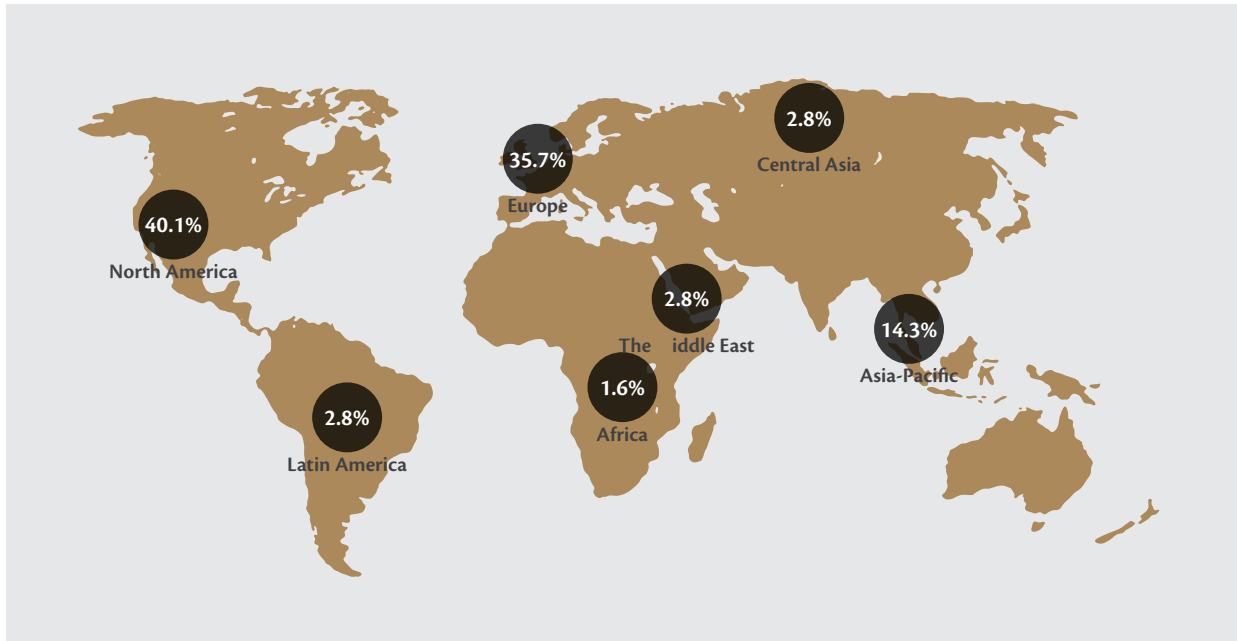 2.8%
Central Asia
35.7%
Europe
40.1%
North America
2.8%
The iddle East
14.3%
Asia-Pacific
1.6%
Africa
2.8%
Latin America